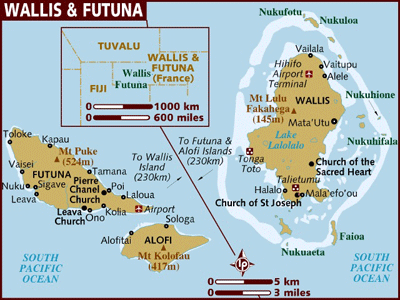 WALLIS & FUTUNA
TUVALU
WALLIS &
FUTUNA
(France)
FIJI
Wallis
Futuna
1000 km
600 miles
Nukufotu
Nukuloa
Vailala
Vaitupu
Hihifo
Airport
Terminal
Alele
Nukuhione
Mt Lulu
Fakahega
(145m)
WALLIS
Mata'Utu
Lake
Lalolalo
Nukuhifala
SOUTH
PACIFIC
OCEAN
Toloke
Kapau
Mt Puke
(524m)
To Wallis
Island
(230km)
To Futuna &
Alofi Islands
(230km)
Tonga
Toto
Church of the
Sacred Heart
Vaisei
Tamana
FUTUNA
Pierre
Chanel
Church
Poi
Nuku
Sigave
Laloua
Leava
Leava
Church
Ono
Kolia
Airport
Talietumu
Halalo
Mala'efo'ou
Church of St Joseph
Sologa
Alofitai
ALOFI
Mt Kolofau
(417m)
Faioa
Nukuaeta
SOUTH
PACIFIC
OCEAN
SOUTH
PACIFIC
OCEAN
lp
5 km
3 miles